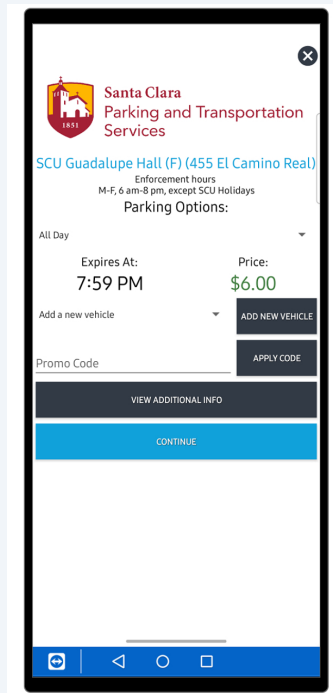 1851
Santa Clara
Parking and Transportation
Services
SCU Guadalupe Hall (F) (455 El Camino Real)
Enforcement hours
M-F, 6 am-8 pm, except SCU Holidays
Parking Options:
All Day
Expires At: Price:
7:59 PM $6.00
Add a new vehicle ADD NEW VEHICLE
Promo Code APPLY CODE
VIEW ADDITIONAL INFO
CONTINUE